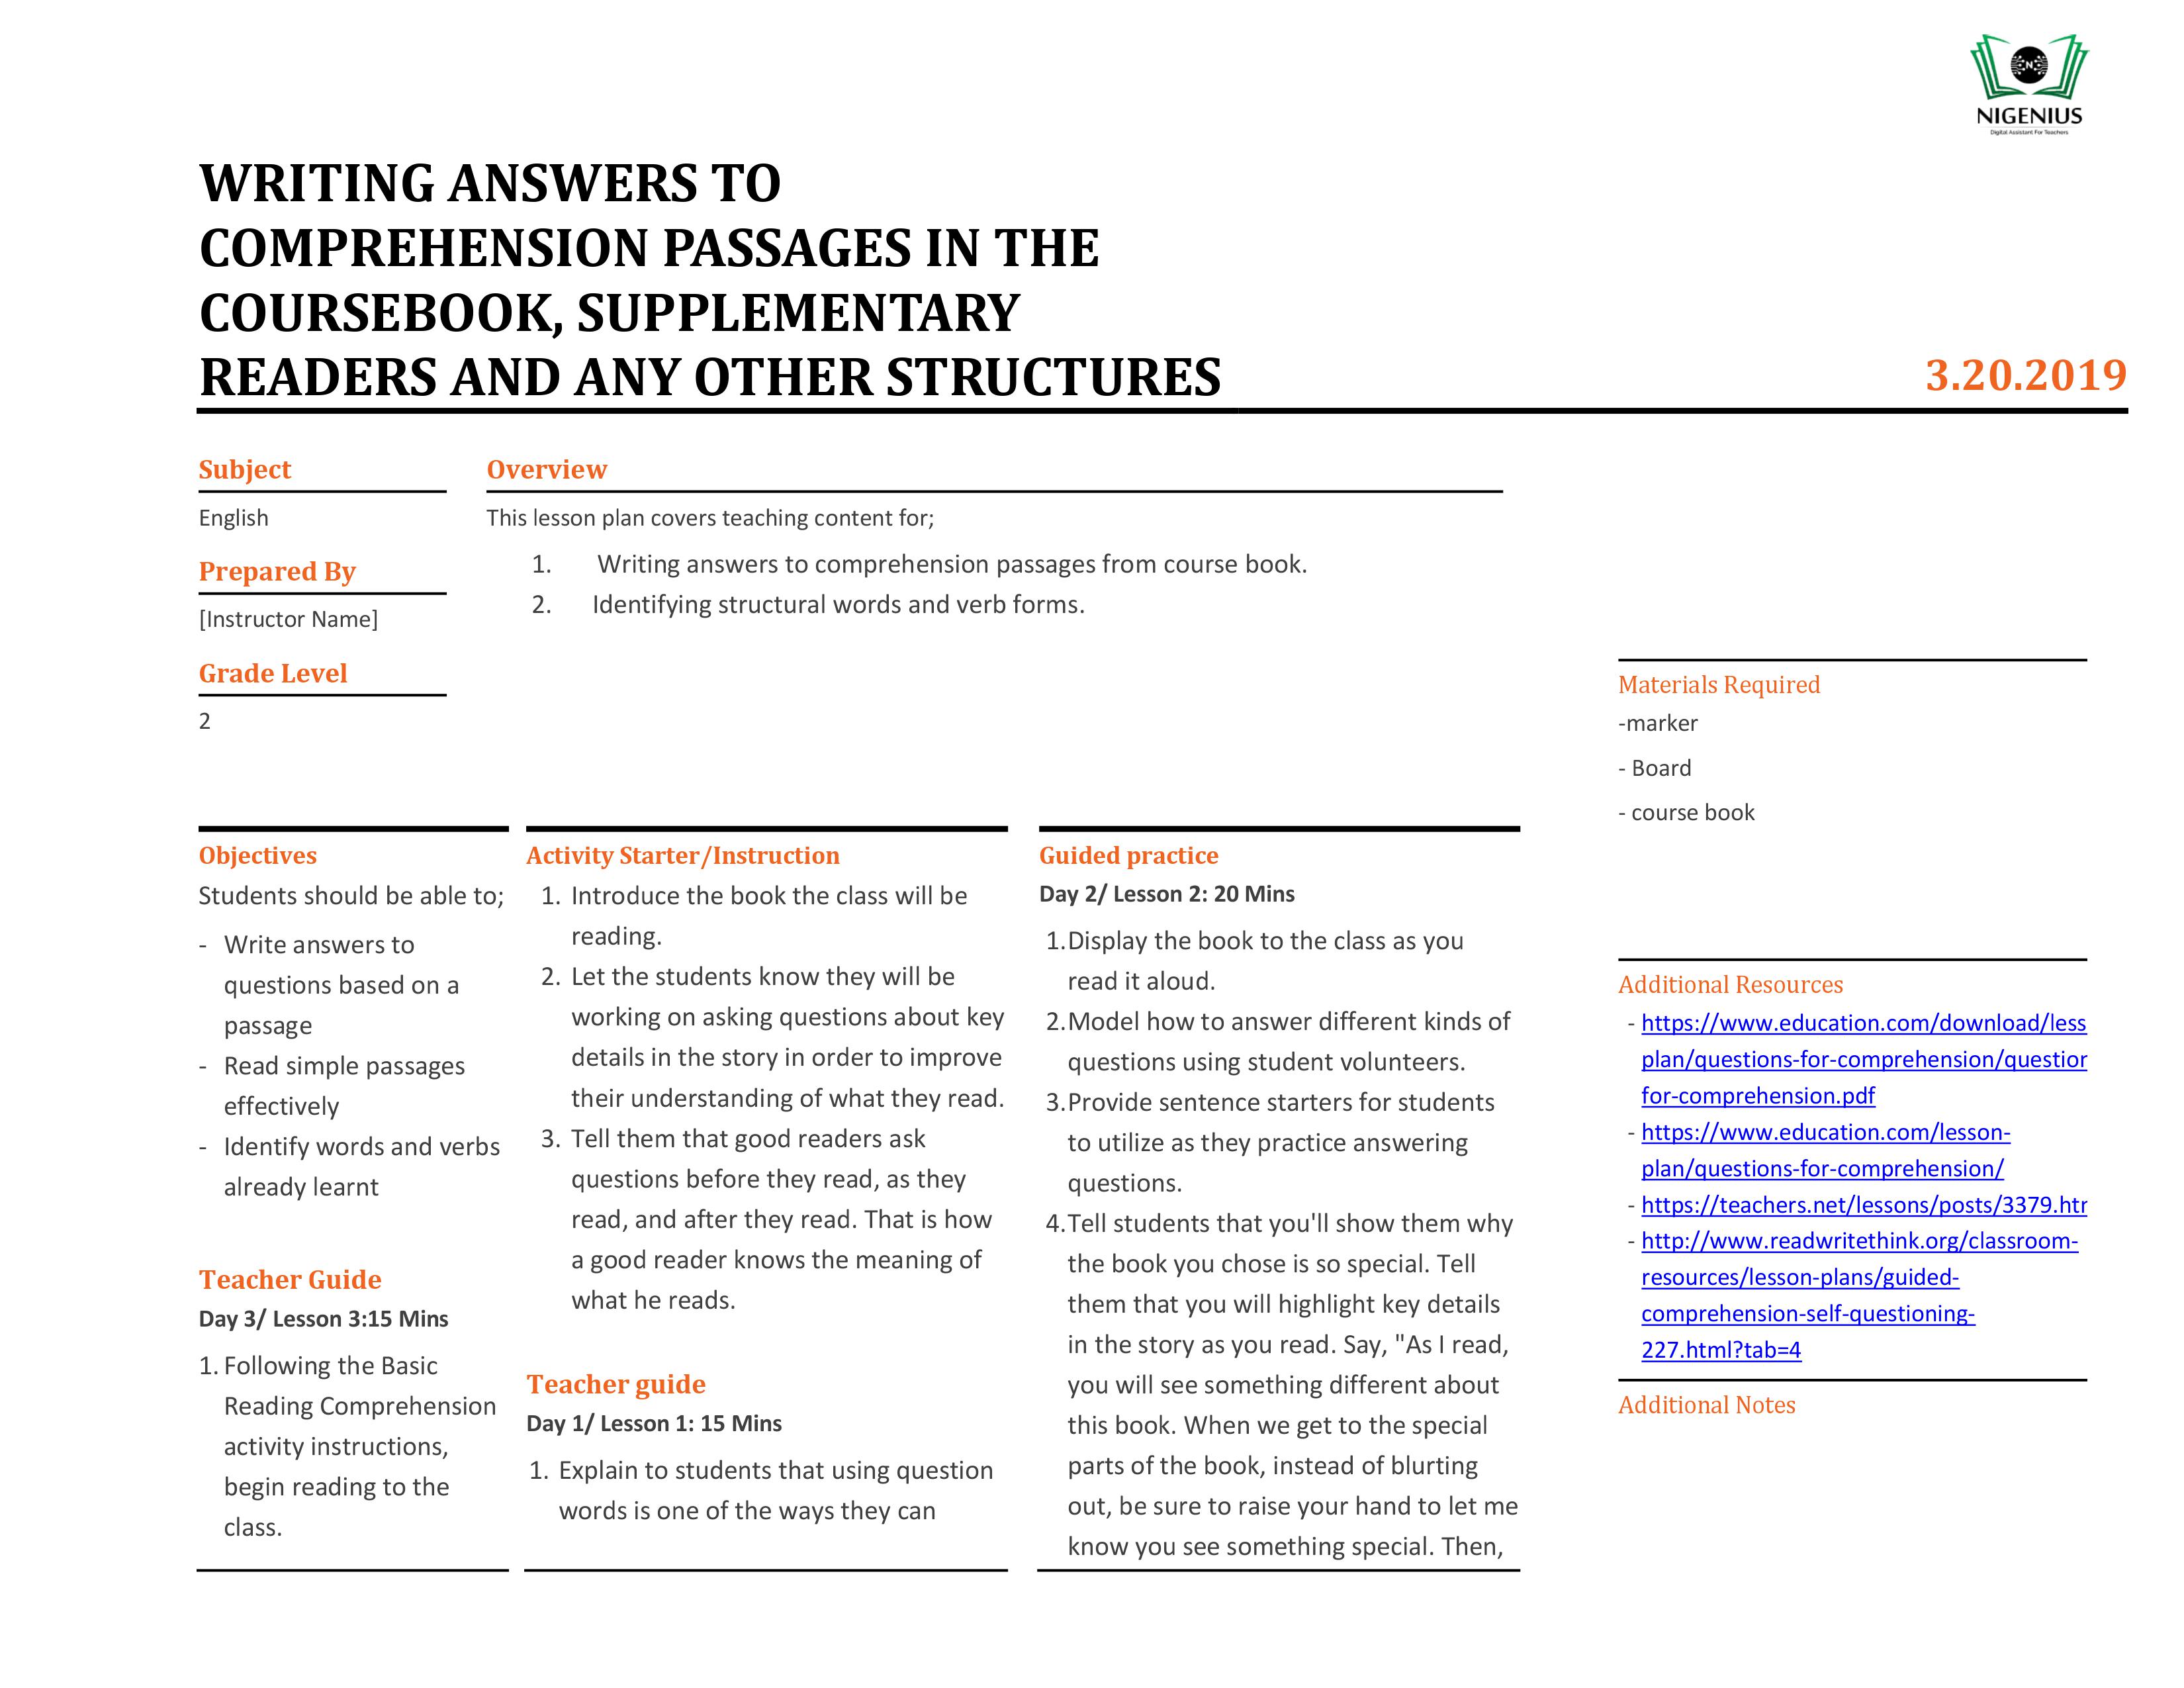 NIGENIUS
Digital Assistant For Teachers
WRITING ANSWERS TO
COMPREHENSION PASSAGES IN THE
COURSEBOOK, SUPPLEMENTARY
READERS AND ANY OTHER STRUCTURES
3.20.2019
Subject
English
Prepared By
[Instructor Name]
Grade Level
2
Overview
This lesson plan covers teaching content for;
1. Writing answers to comprehension passages from course book.
2. Identifying structural words and verb forms.
Objectives
Students should be able to;
- Write answers to
questions based on a
passage
- Read simple passages
effectively
- Identify words and verbs
already learnt
Teacher Guide
Day 3/ Lesson 3:15 Mins
1. Following the Basic
Reading Comprehension
activity instructions,
begin reading to the
class.
Activity Starter/Instruction
1. Introduce the book the class will be
reading.
2. Let the students know they will be
working on asking questions about key
details in the story in order to improve
their understanding of what they read.
3. Tell them that good readers ask
questions before they read, as they
read, and after they read. That is how
a good reader knows the meaning of
what he reads.
Teacher guide
Day 1/ Lesson 1: 15 Mins
1. Explain to students that using question
words is one of the ways they can
Guided practice
Day 2/ Lesson 2: 20 Mins
1.Display the book to the class as you
read it aloud.
2.Model how to answer different kinds of
questions using student volunteers.
3.Provide sentence starters for students
to utilize as they practice answering
questions.
4.Tell students that you'll show them why
the book you chose is so special. Tell
them that you will highlight key details
in the story as you read. Say, "As I read,
you will see something different about
this book. When we get to the special
parts of the book, instead of blurting
out, be sure to raise your hand to let me
know you see something special. Then,
Materials Required
-marker
- Board
- course book
Additional Resources
- https://www.education.com/download/less
plan/questions-for-comprehension/question
for-comprehension.pdf
- https://www.education.com/lesson-
plan/questions-for-comprehension/
- https://teachers.net/lessons/posts/3379.htr
- http://www.readwritethink.org/classroom-
resources/lesson-plans/guided-
comprehension-self-questioning-
227.html?tab=4
Additional Notes